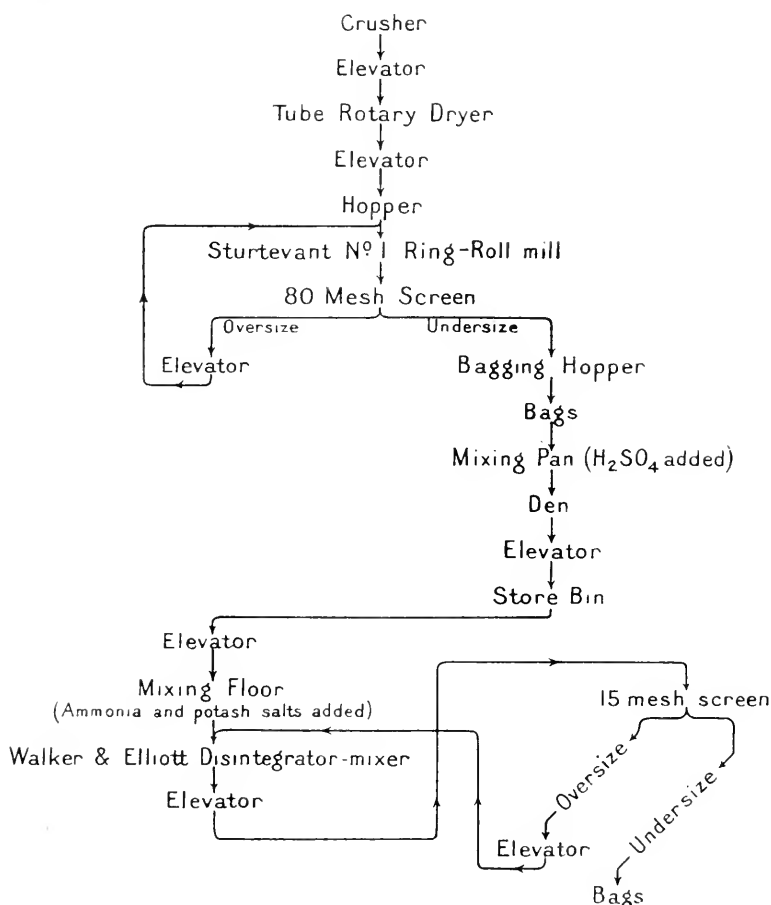 Crusher
Elevator
Tube Rotary Dryer
Elevator
Hopper
Sturtevant Nº 1 Ring-Roll mill
80 Mesh Screen
Oversize Undersize
Elevator Bagging Hopper
Bags
Mixing Pan (H₂SO₄ added)
Den
Elevator
Store Bin
Elevator
Mixing Floor
(Ammonia and potash salts added)
15 mesh screen
Walker & Elliott Disintegrator-mixer
Elevator
Oversize
Undersize
Elevator
Bags